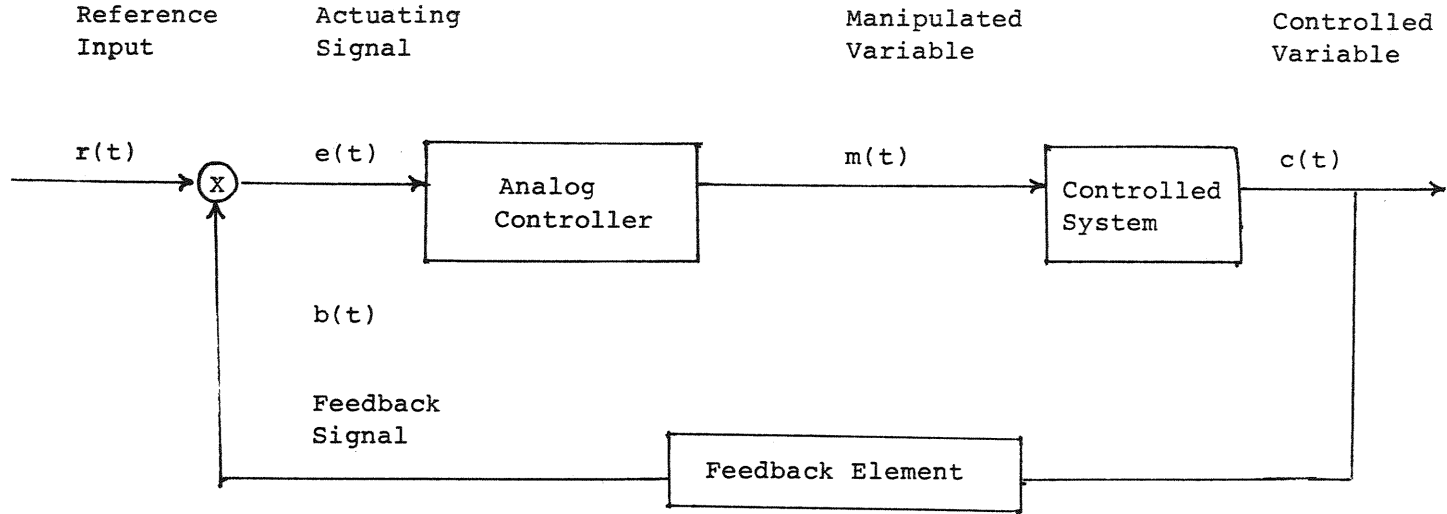 Reference
Input
Actuating
Signal
Manipulated
Variable
Controlled
Variable
r(t)
e(t)
m(t)
c(t)
X
Analog
Controller
Controlled
System
b(t)
Feedback
Signal
Feedback Element